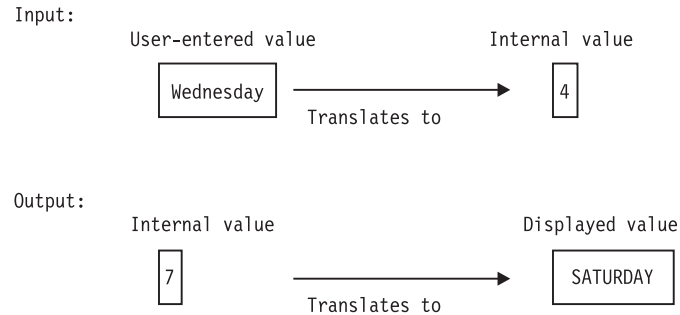 Input:
User-entered value Internal value
Wednesday 4
Translates to
Output:
Internal value Displayed value
7 SATURDAY
Translates to